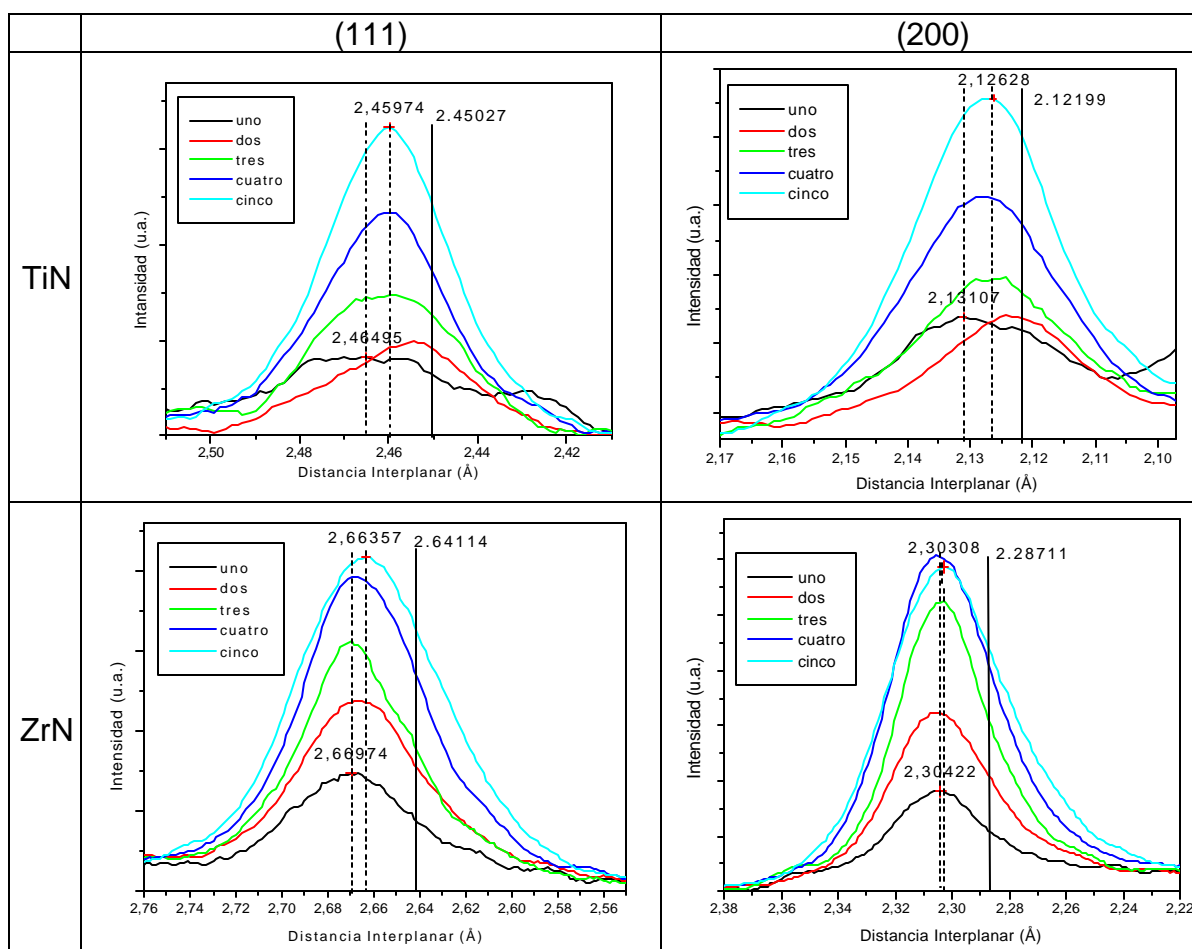 (111)
(200)
TiN
2,45974
2.45027
uno
dos
tres
cuatro
cinco
2,46495
Intansidad (u.a.)
2,50
2,48
2,46
2,44
2,42
Distancia Interplanar (Å)
2,12628
2.12199
uno
dos
tres
cuatro
cinco
2,13107
Intensidad (u.a.)
2,17
2,16
2,15
2,14
2,13
2,12
2,11
2,10
Distancia Interplanar (Å)
ZrN
2,66357
2.64114
uno
dos
tres
cuatro
cinco
2,66974
Intensidad (u.a.)
2,76
2,74
2,72
2,70
2,68
2,66
2,64
2,62
2,60
2,58
2,56
Distancia Interplanar (Å)
2,30308
2.28711
uno
dos
tres
cuatro
cinco
2,30422
Intensidad (u.a.)
2,38
2,36
2,34
2,32
2,30
2,28
2,26
2,24
2,22
Distancia Interplanar (Å)